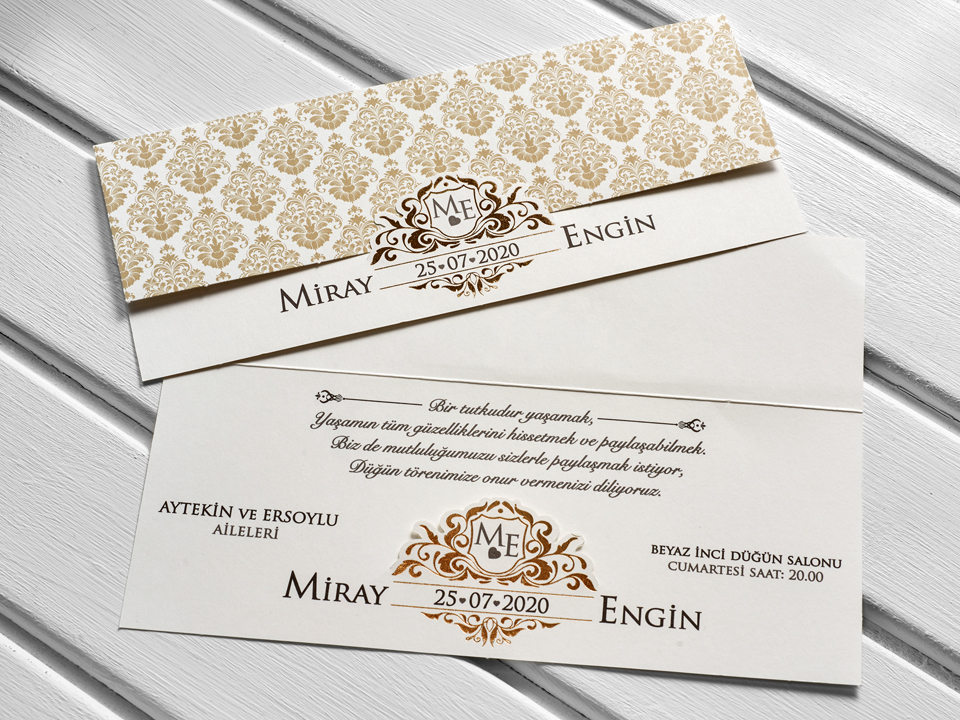 ME
25♥07♥2020
Miray Engin
Bir tutkudur yaşamak,
Yaşamın tüm güzelliklerini hissetmek ve paylaşabilmek.
Biz de mutluluğumuzu sizlerle paylaşmak istiyor,
Düğün törenimize onur vermenizi diliyoruz.
AYTEKİN VE ERSOYLU
AİLELERİ
BEYAZ İNCİ DÜĞÜN SALONU
CUMARTESİ SAAT: 20.00
ME
Miray 25♥07♥2020 Engin